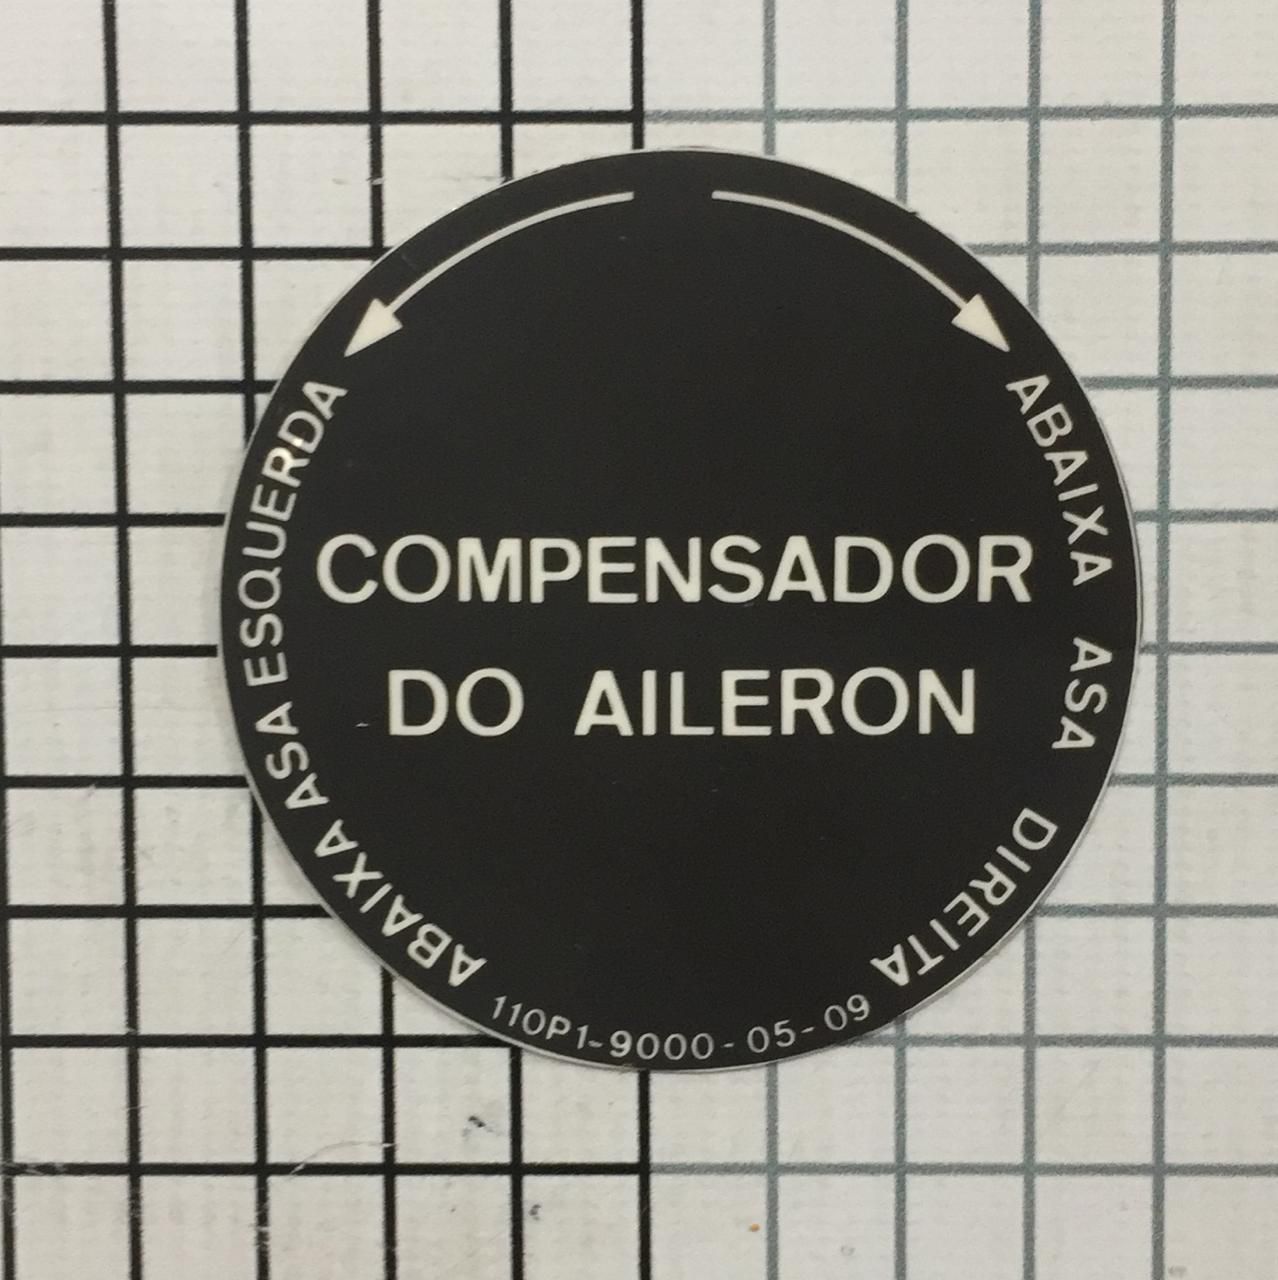 COMPENSADOR
DO AILERON
ABAIXA ASA ESQUERDA
ABAIXA ASA DIREITA
110P1-9000-05-09